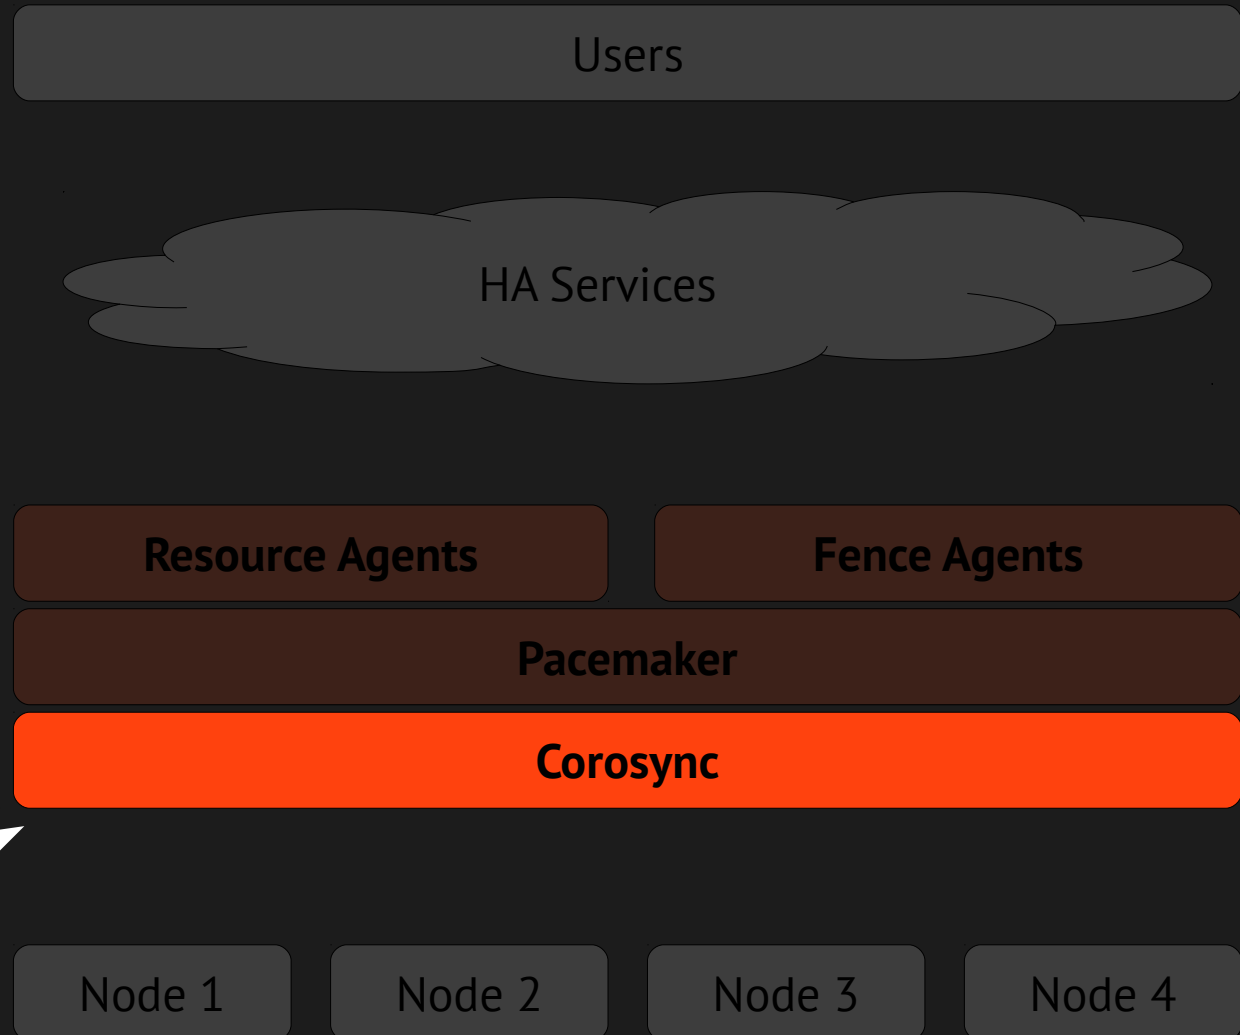 Users
HA Services
Resource Agents
Fence Agents
Pacemaker
Corosync
Node 1
Node 2
Node 3
Node 4